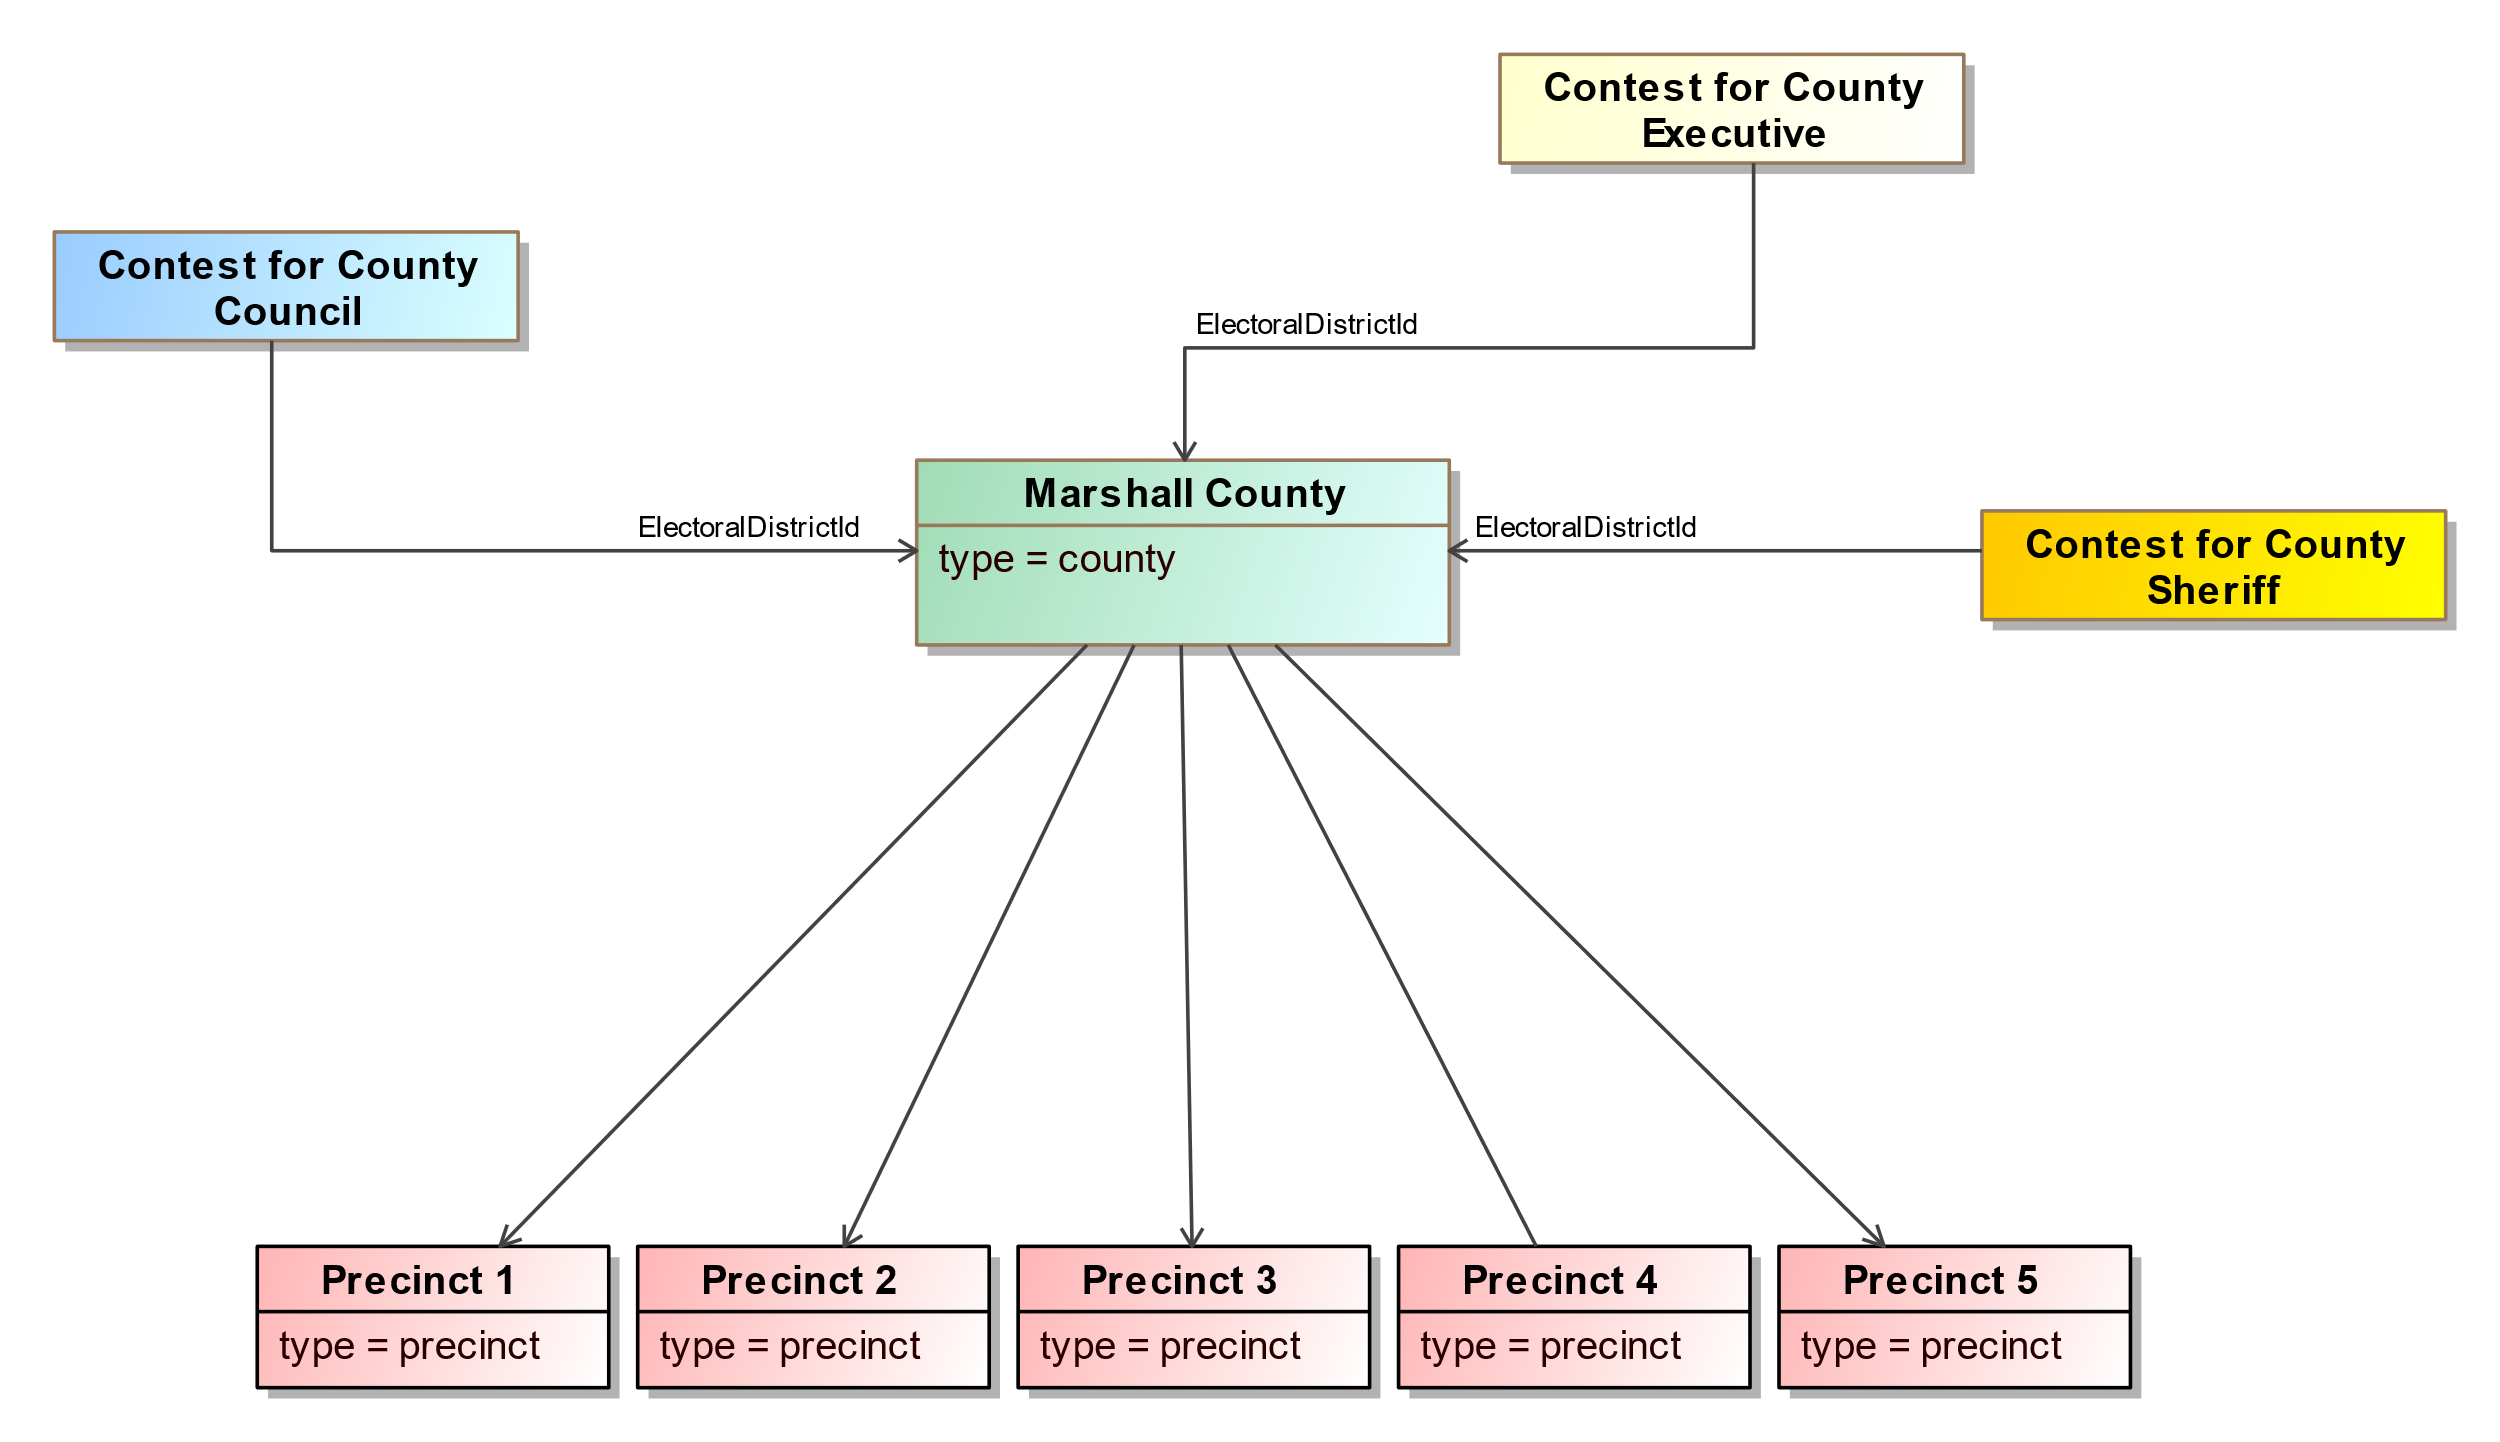 Contest for County
Executive
Contest for County
Council
ElectoralDistrictId
Marshall County
type = county
ElectoralDistrictId
ElectoralDistrictId
Contest for County
Sheriff
Precinct 1
type = precinct
Precinct 2
type = precinct
Precinct 3
type = precinct
Precinct 4
type = precinct
Precinct 5
type = precinct